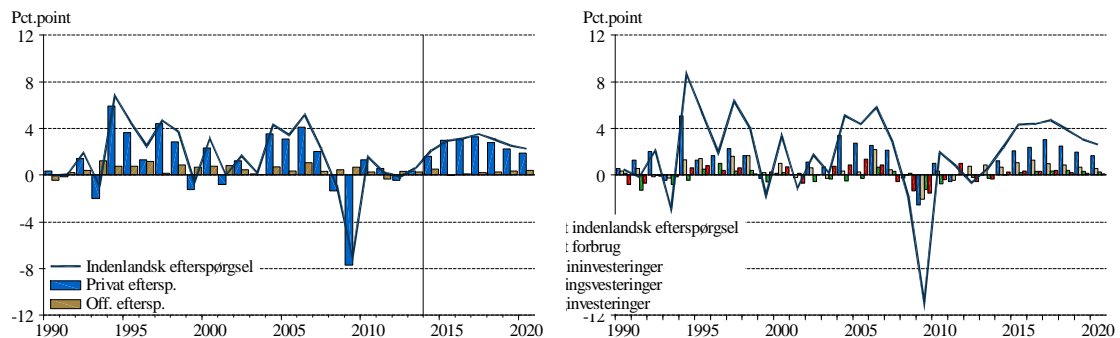 Pct.point
12
8
4
0
-4
-8
-12
Indenlandsk efterspørgsel
Privat eftersp.
Off. eftersp.
1990 1995 2000 2005 2010 2015 2020
Pct.point
12
8
4
0
-4
-8
-12
t indenlandsk efterspørgsel
t forbrug
ininvesteringer
ingsvesteringer
investeringer
1990 1995 2000 2005 2010 2015 2020